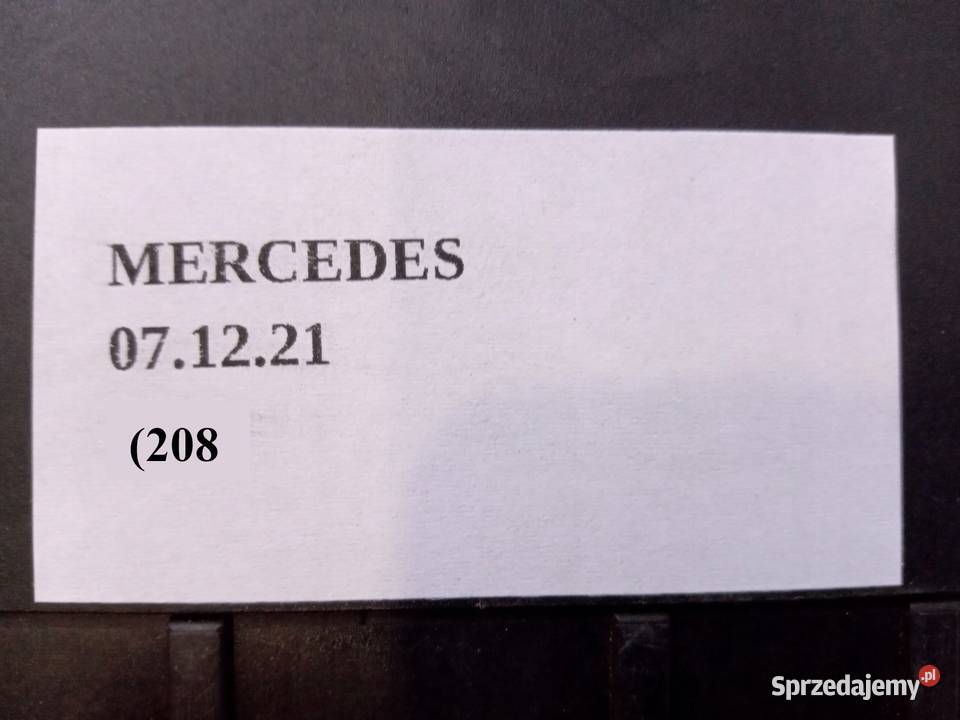 MERCEDES
07.12.21
(208
Sprzedajemy.pl